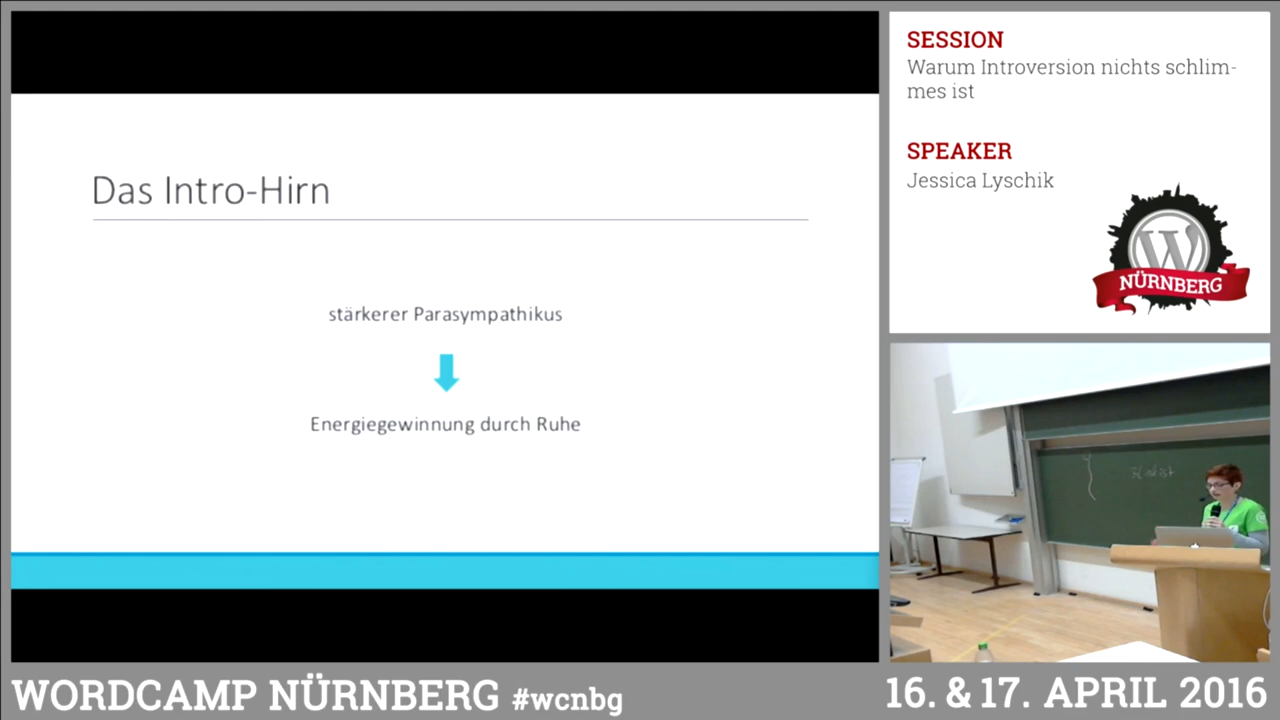 Das Intro-Hirn
stärkerer Parasympathikus
Energiegewinnung durch Ruhe
SESSION
Warum Introversion nichts schlim-
mes ist
SPEAKER
Jessica Lyschik
W
NÜRNBERG
WORDCAMP NÜRNBERG #wcnbg
16. & 17. APRIL 2016